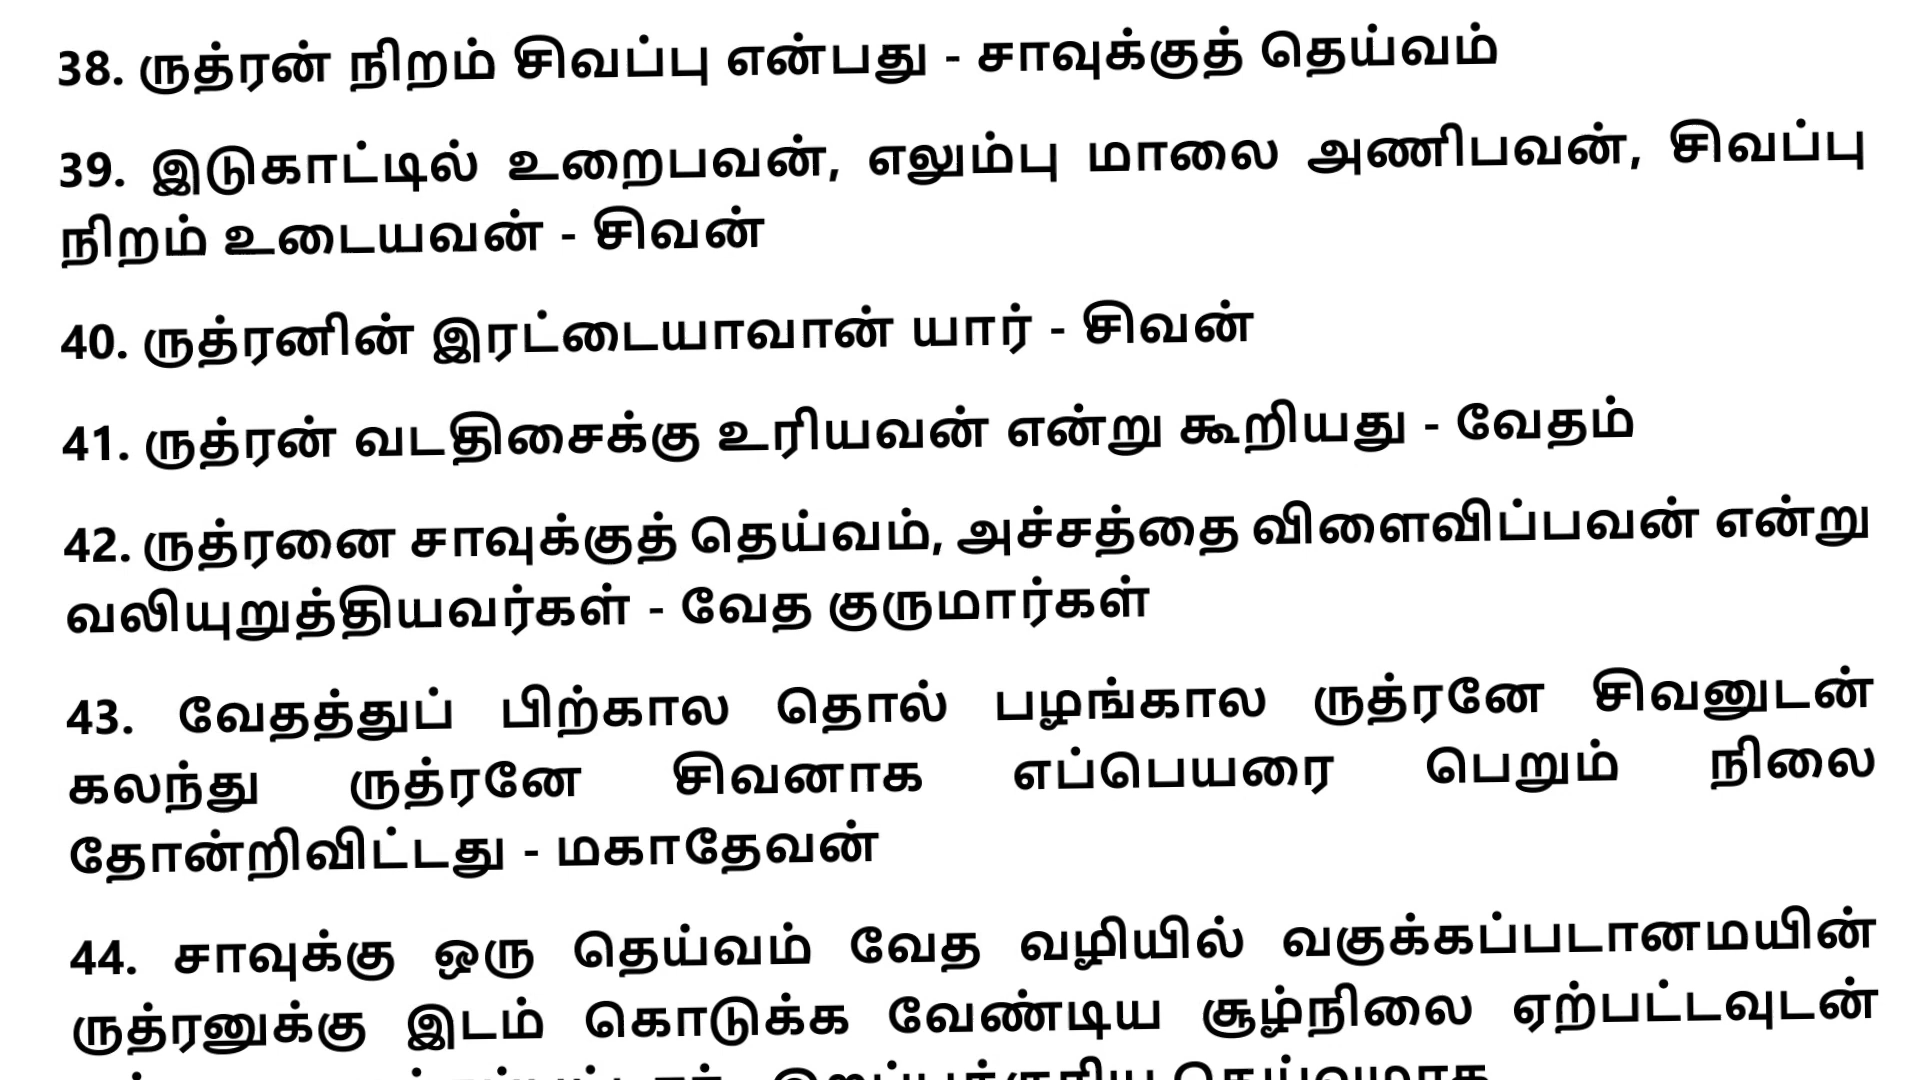 38. ருத்ரன் நிறம் சிவப்பு என்பது - சாவுக்குத் தெய்வம்
39. இடுகாட்டில் உறைபவன், எலும்பு மாலை அணிபவன், சிவப்பு
நிறம் உடையவன் - சிவன்
40. ருத்ரனின் இரட்டையாவான் யார் - சிவன்
41. ருத்ரன் வடதிசைக்கு உரியவன் என்று கூறியது - வேதம்
42. ருத்ரனை சாவுக்குத் தெய்வம், அச்சத்தை விளைவிப்பவன் என்று
வலியுறுத்தியவர்கள் - வேத குருமார்கள்
43. வேதத்துப் பிற்கால தொல் பழங்கால ருத்ரனே சிவனுடன்
கலந்து ருத்ரனே சிவனாக எப்பெயரை பெறும் நிலை
தோன்றிவிட்டது - மகாதேவன்
44. சாவுக்கு ஒரு தெய்வம் வேத வழியில் வகுக்கப்படானமயின்
ருத்ரனுக்கு இடம் கொடுக்க வேண்டிய சூழ்நிலை ஏற்பட்டவுடன்